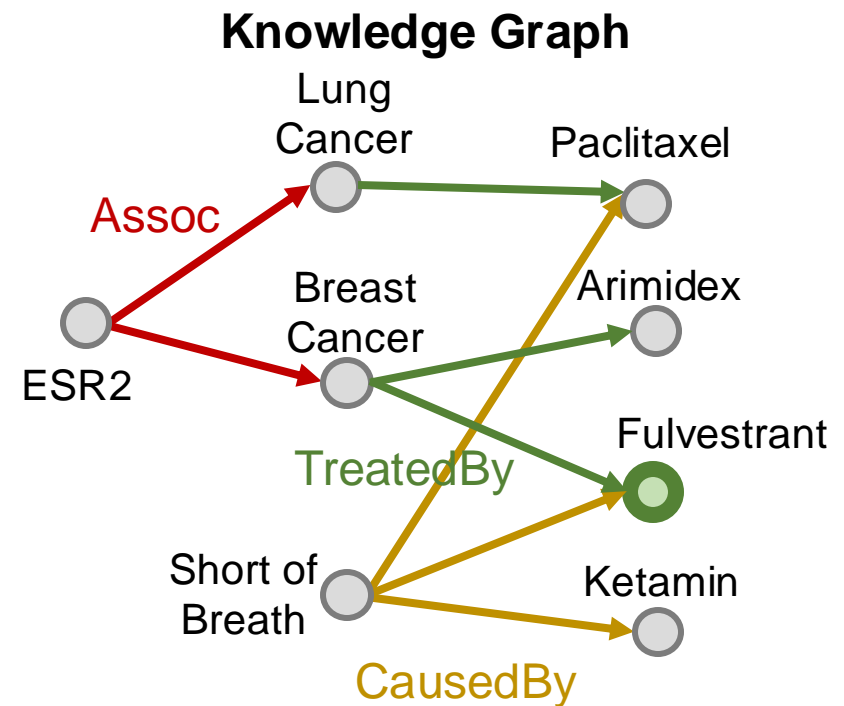 Knowledge Graph
Lung
Cancer
Paclitaxel
Assoc
Breast
Cancer
Arimidex
ESR2
Fulvestrant
TreatedBy
Short of
Breath
Ketamin
CausedBy